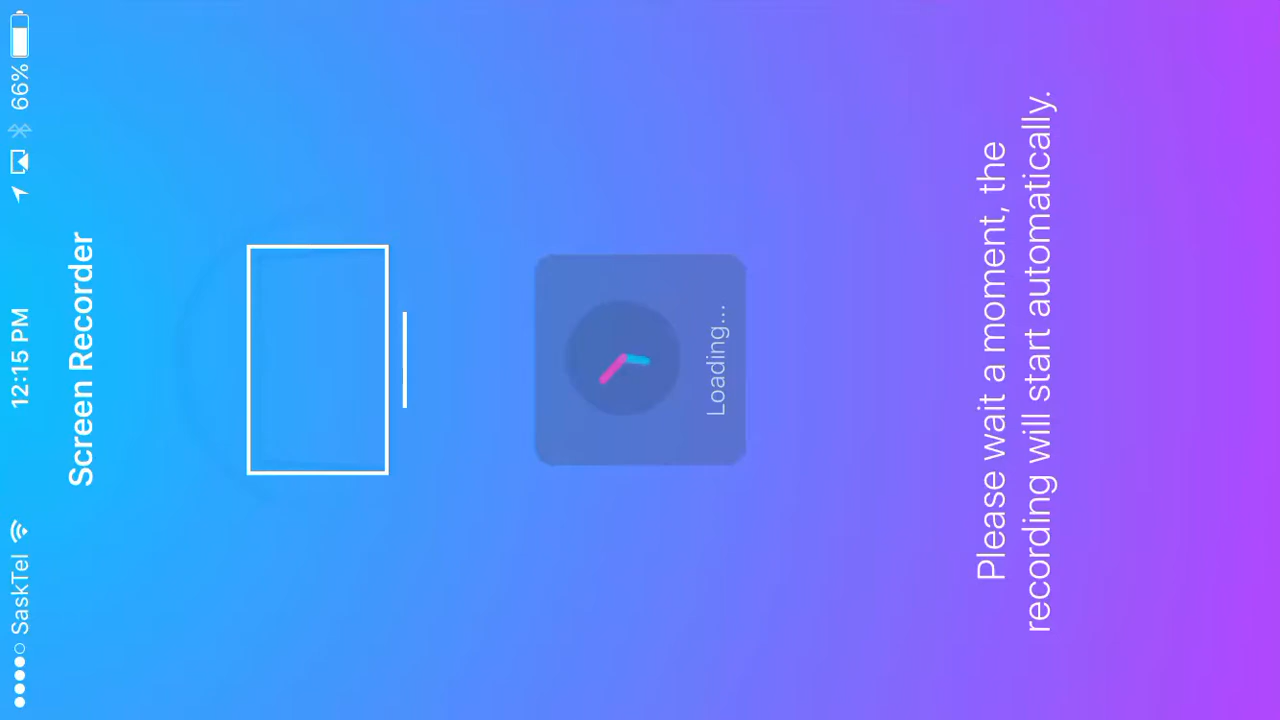 SaskTel 12:15 PM 66%
Screen Recorder
Loading...
Please wait a moment, the
recording will start automatically.